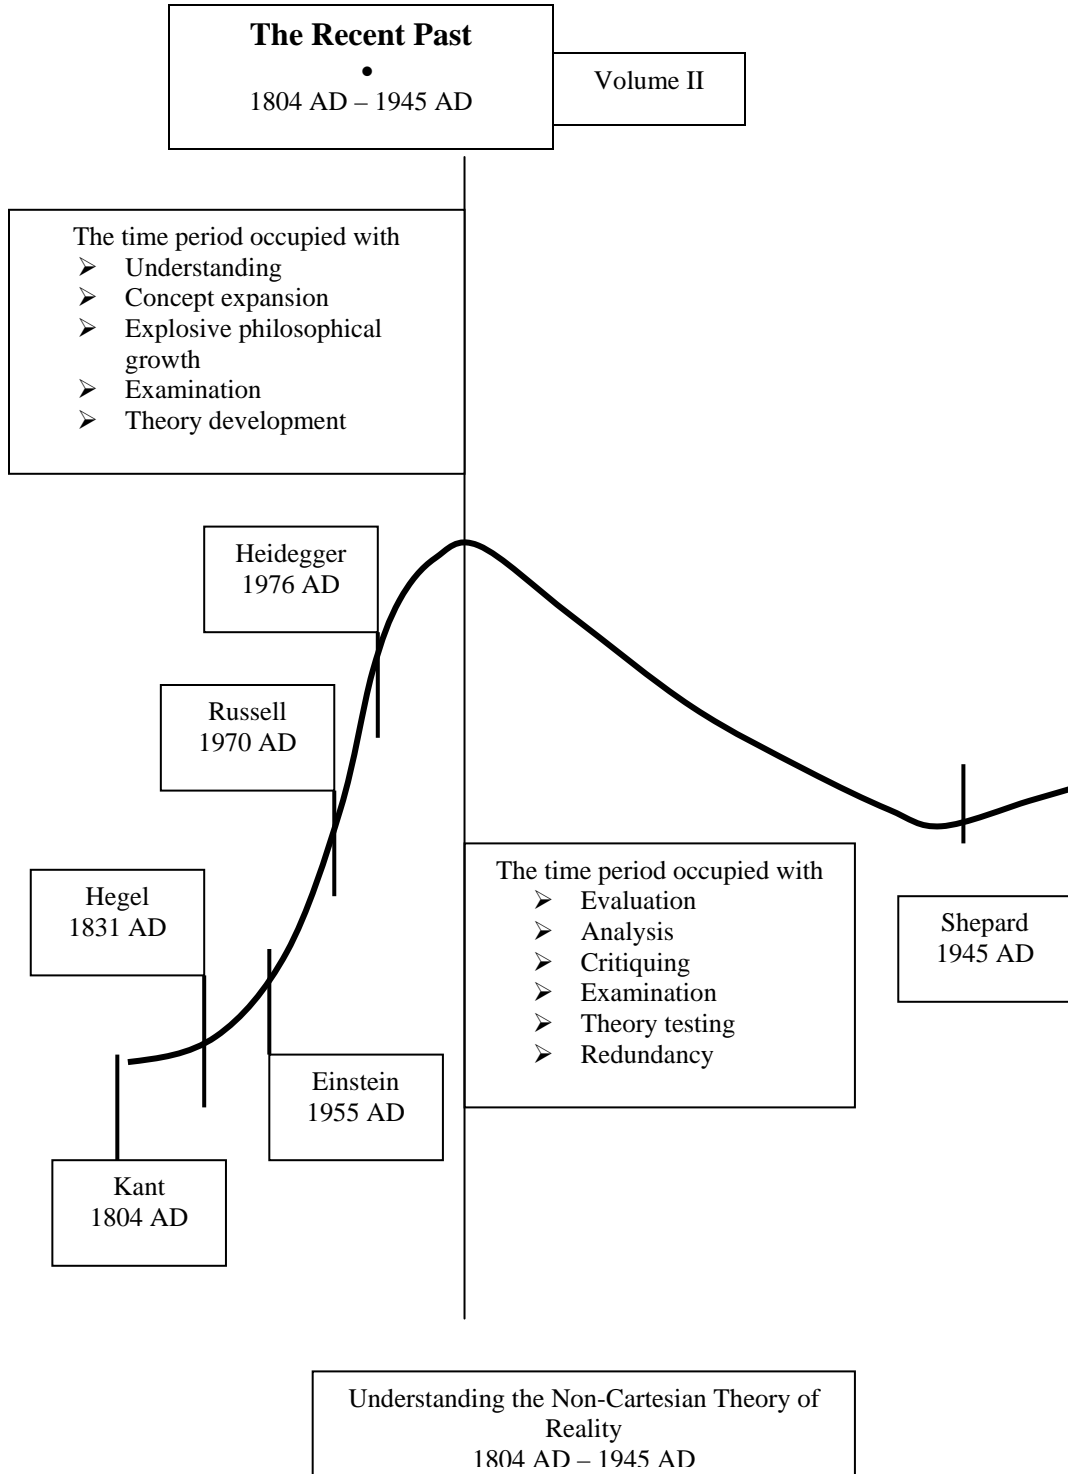 The Recent Past
•
1804 AD – 1945 AD
Volume II
The time period occupied with
➢ Understanding
➢ Concept expansion
➢ Explosive philosophical
growth
➢ Examination
➢ Theory development
Heidegger
1976 AD
Russell
1970 AD
Hegel
1831 AD
The time period occupied with
➢ Evaluation
➢ Analysis
➢ Critiquing
➢ Examination
➢ Theory testing
➢ Redundancy
Shepard
1945 AD
Einstein
1955 AD
Kant
1804 AD
Understanding the Non-Cartesian Theory of
Reality
1804 AD – 1945 AD